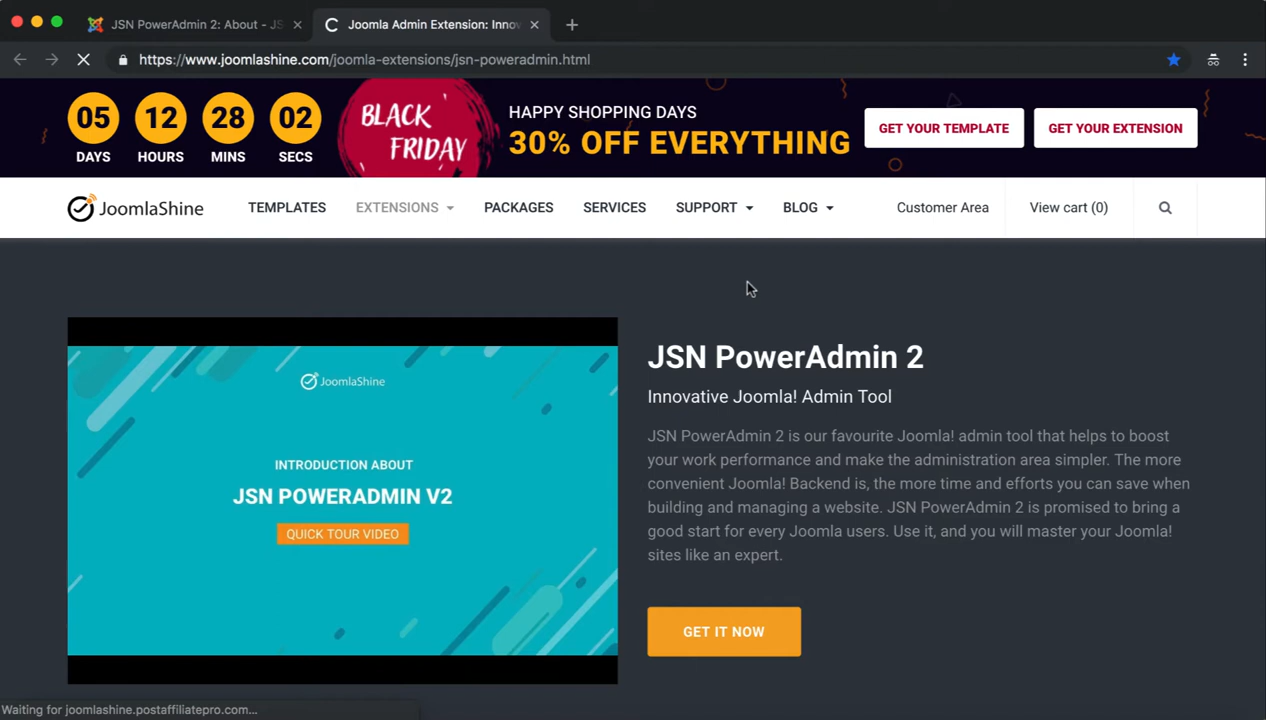 JSN PowerAdmin 2: About - JS
Joomla Admin Extension: Innov
https://www.joomlashine.com/joomla-extensions/jsn-poweradmin.html
05 12 28 02
DAYS HOURS MINS SECS
BLACK
FRIDAY
HAPPY SHOPPING DAYS
30% OFF EVERYTHING
GET YOUR TEMPLATE
GET YOUR EXTENSION
JoomlaShine
TEMPLATES EXTENSIONS PACKAGES SERVICES SUPPORT BLOG
Customer Area
View cart (0)
JoomlaShine
INTRODUCTION ABOUT
JSN POWERADMIN V2
QUICK TOUR VIDEO
JSN PowerAdmin 2
Innovative Joomla! Admin Tool
JSN PowerAdmin 2 is our favourite Joomla! admin tool that helps to boost
your work performance and make the administration area simpler. The more
convenient Joomla! Backend is, the more time and efforts you can save when
building and managing a website. JSN PowerAdmin 2 is promised to bring a
good start for every Joomla users. Use it, and you will master your Joomla!
sites like an expert.
GET IT NOW
Waiting for joomlashine.postaffiliatepro.com...